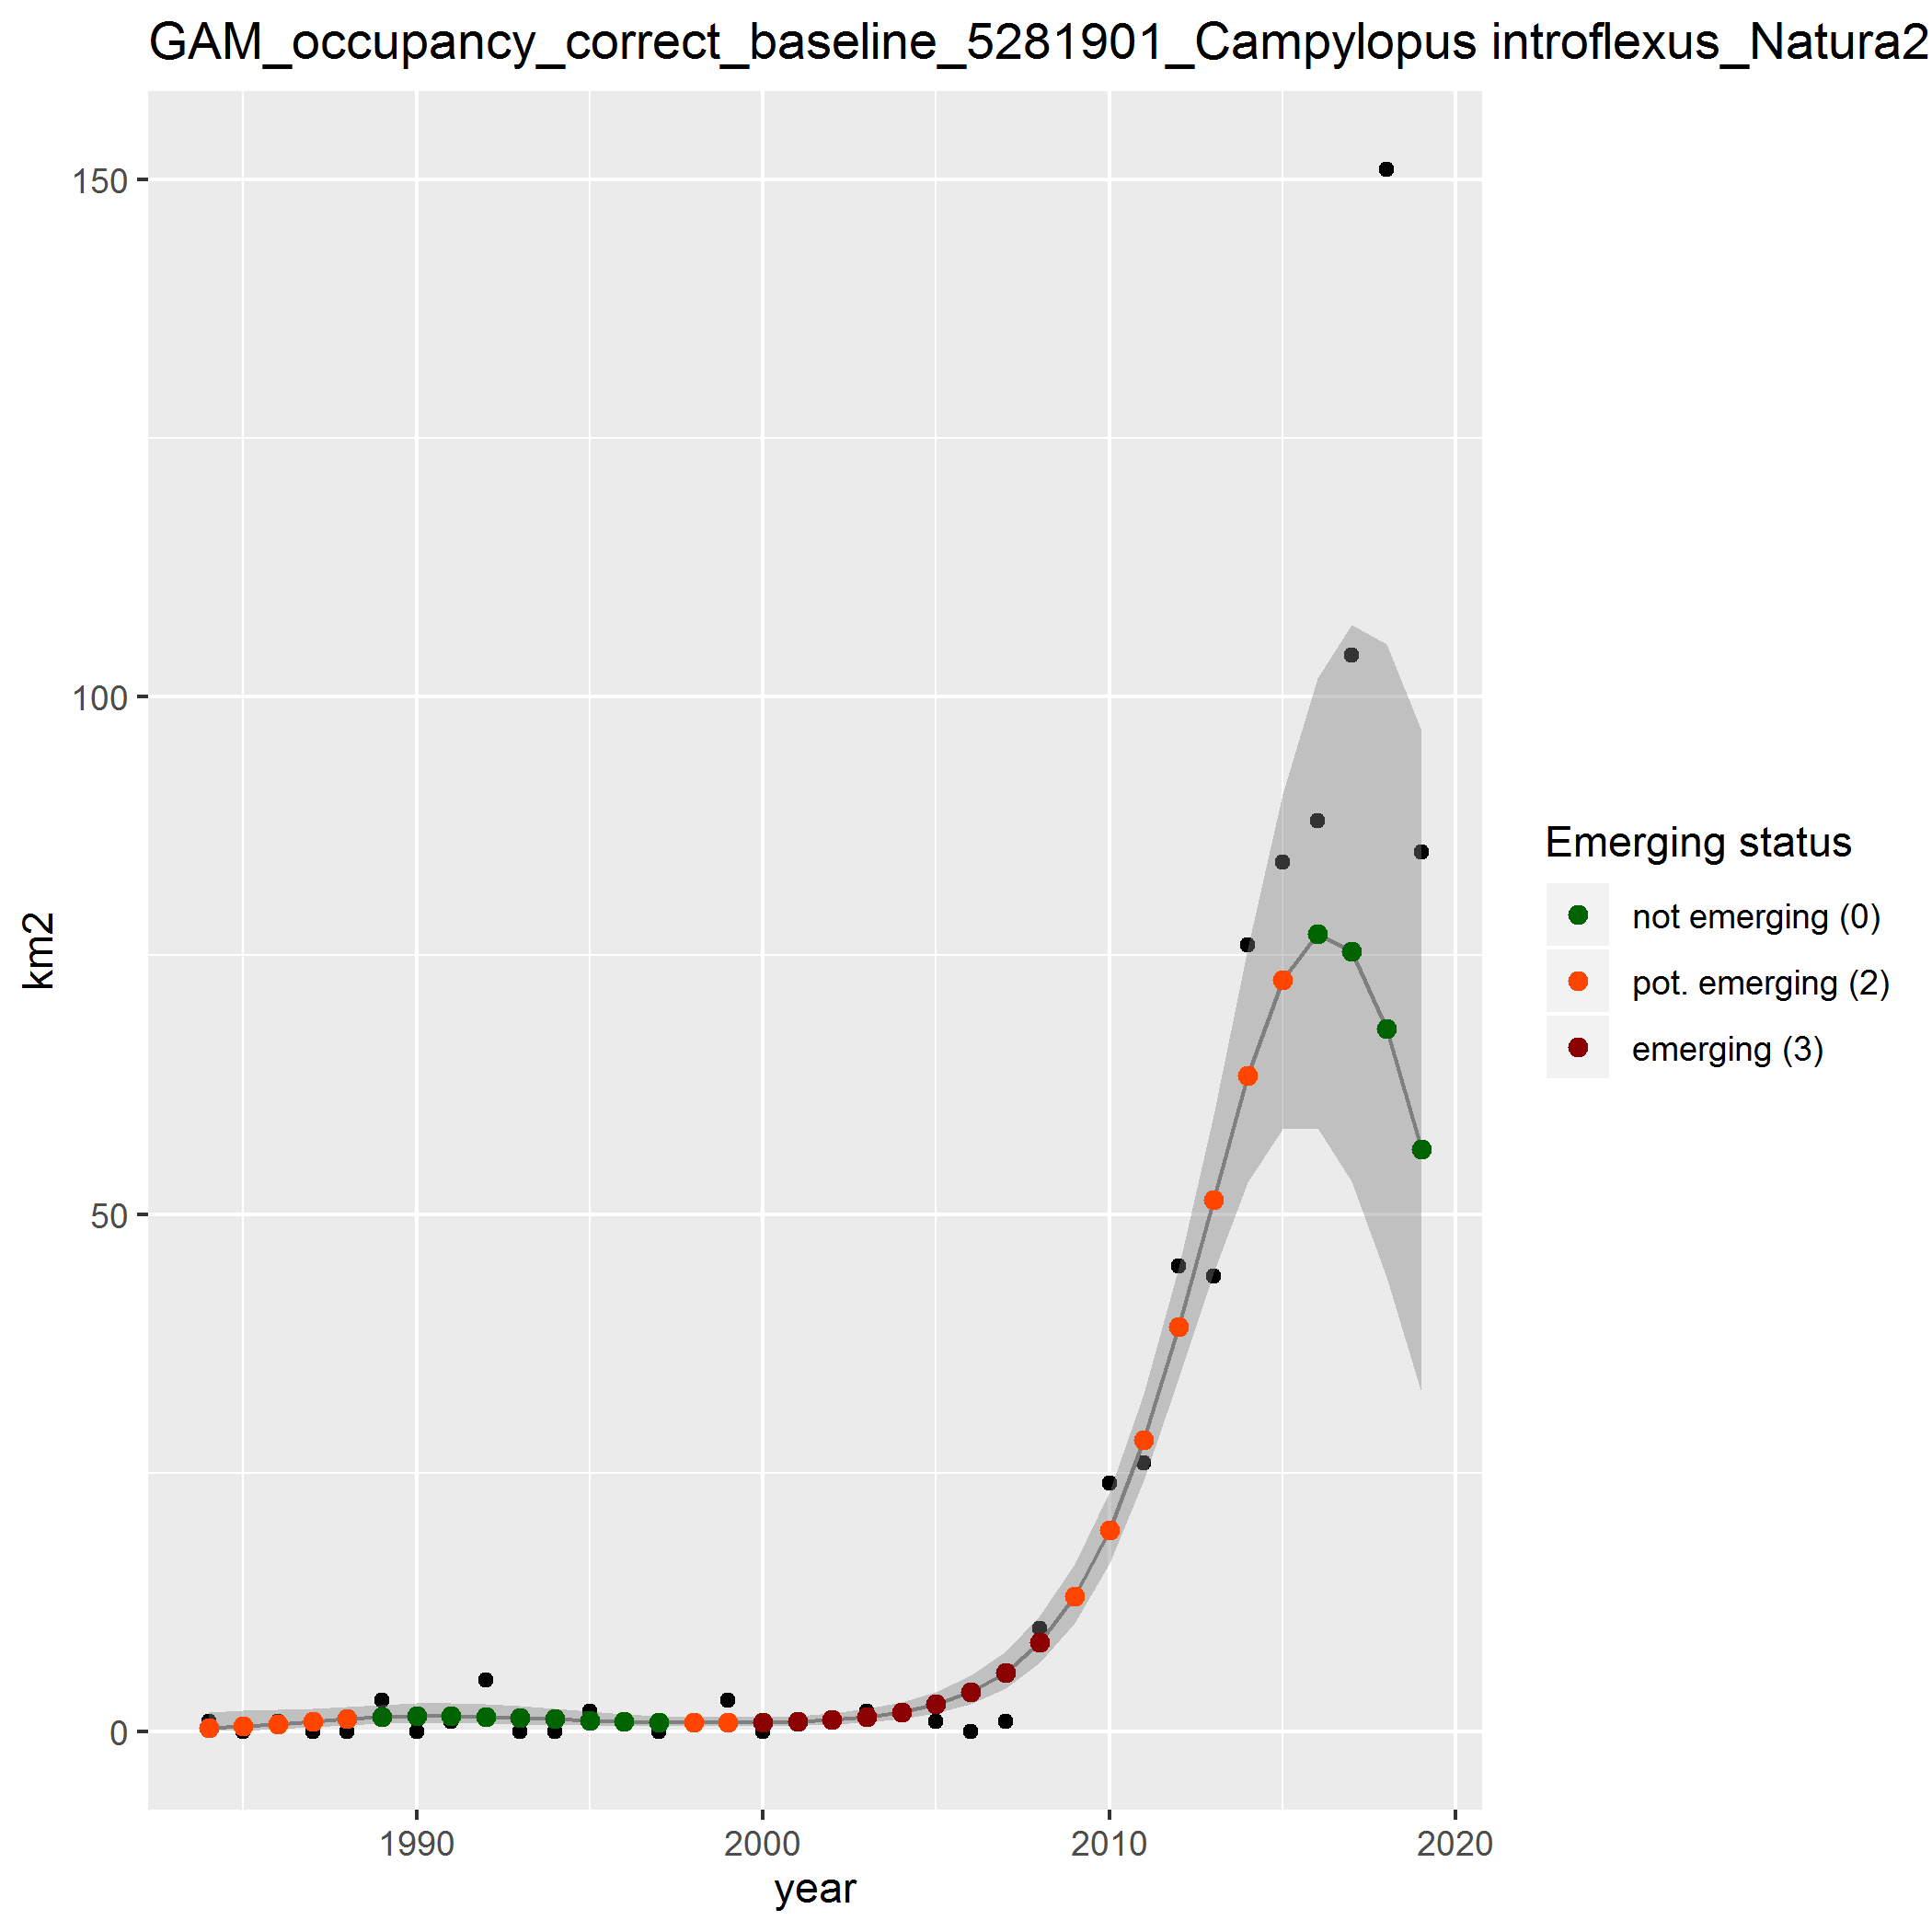 GAM_occupancy_correct_baseline_5281901_Campylopus introflexus_Natura2
150
100
50
0
km2
1990 2000 2010 2020
year
Emerging status
not emerging (0)
pot. emerging (2)
emerging (3)